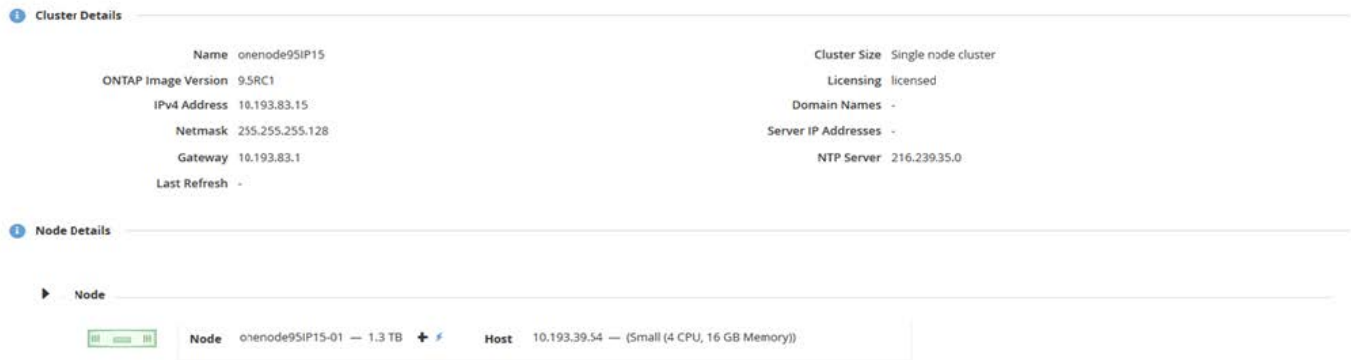 Cluster Details
Name onenode95IP15
Cluster Size Single node cluster
ONTAP Image Version 9.5RC1
Licensing licensed
IPv4 Address 10.193.83.15
Domain Names -
Netmask 255.255.255.128
Server IP Addresses -
Gateway 10.193.83.1
NTP Server 216.239.35.0
Last Refresh -
Node Details
Node
Node onenode95IP15-01 — 1.3 TB Host 10.193.39.54 — (Small (4 CPU, 16 GB Memory))